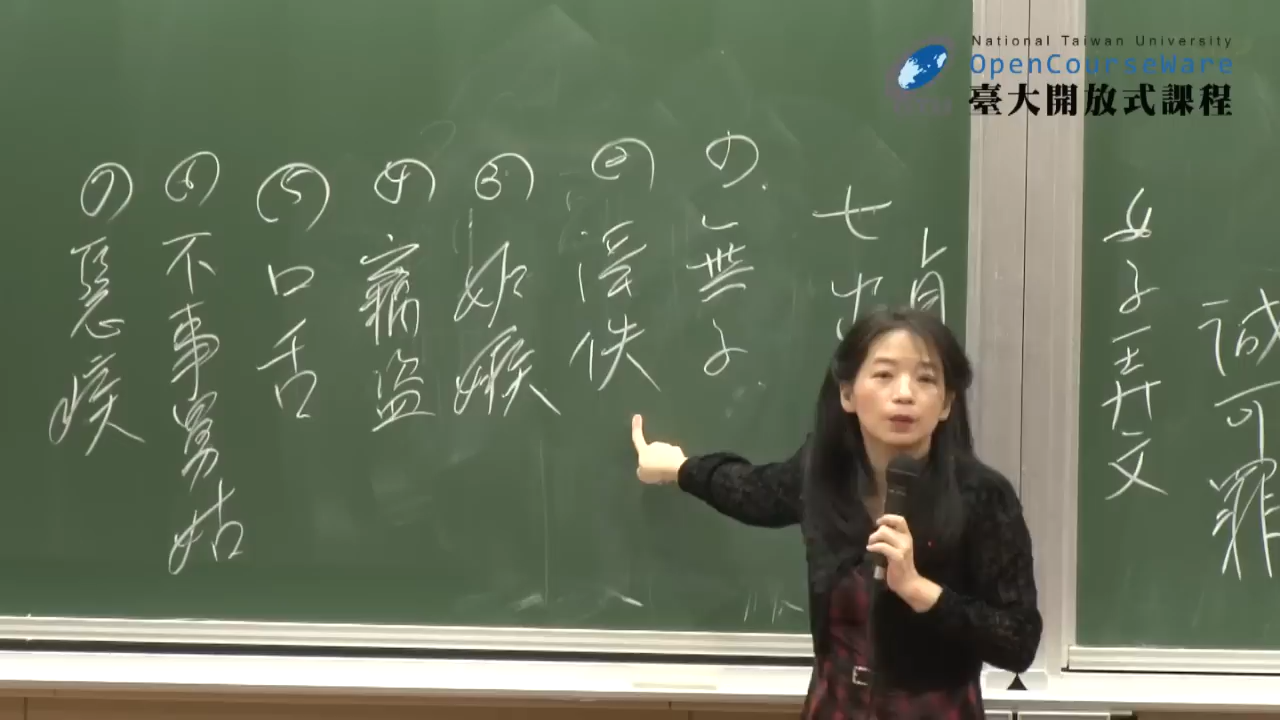 National Taiwan University
OpenCourseWare
臺大開放式課程
女子弄文
誠可罪
貞
七出
① 無子
② 淫佚
③ 妒嫉
④ 竊盜
⑤ 口舌
⑥ 不事舅姑
⑦ 惡疾